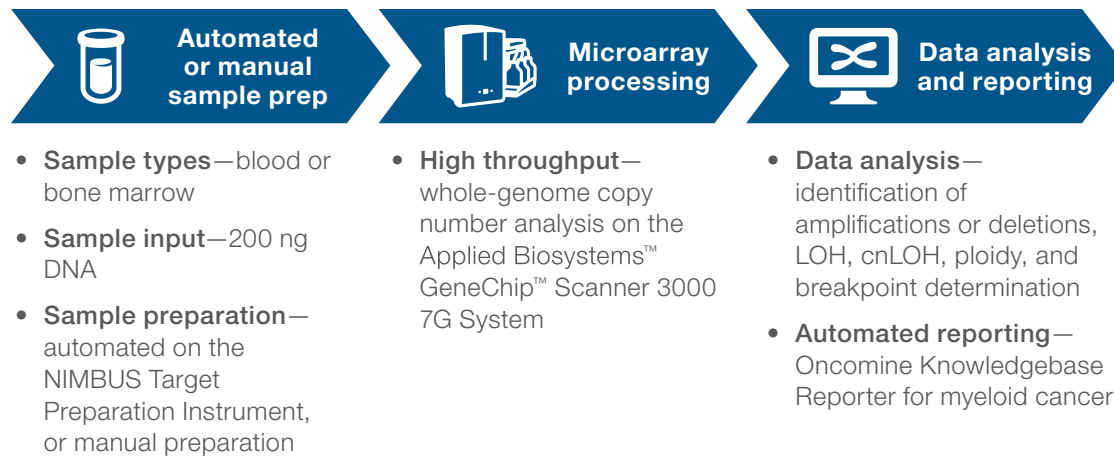 Automated
or manual
sample prep
• Sample types—blood or
bone marrow
• Sample input—200 ng
DNA
• Sample preparation—
automated on the
NIMBUS Target
Preparation Instrument,
or manual preparation
Microarray
processing
• High throughput—
whole-genome copy
number analysis on the
Applied Biosystems™
GeneChip™ Scanner 3000
7G System
Data analysis
and reporting
• Data analysis—
identification of
amplifications or deletions,
LOH, cnLOH, ploidy, and
breakpoint determination
• Automated reporting—
Oncomine Knowledgebase
Reporter for myeloid cancer